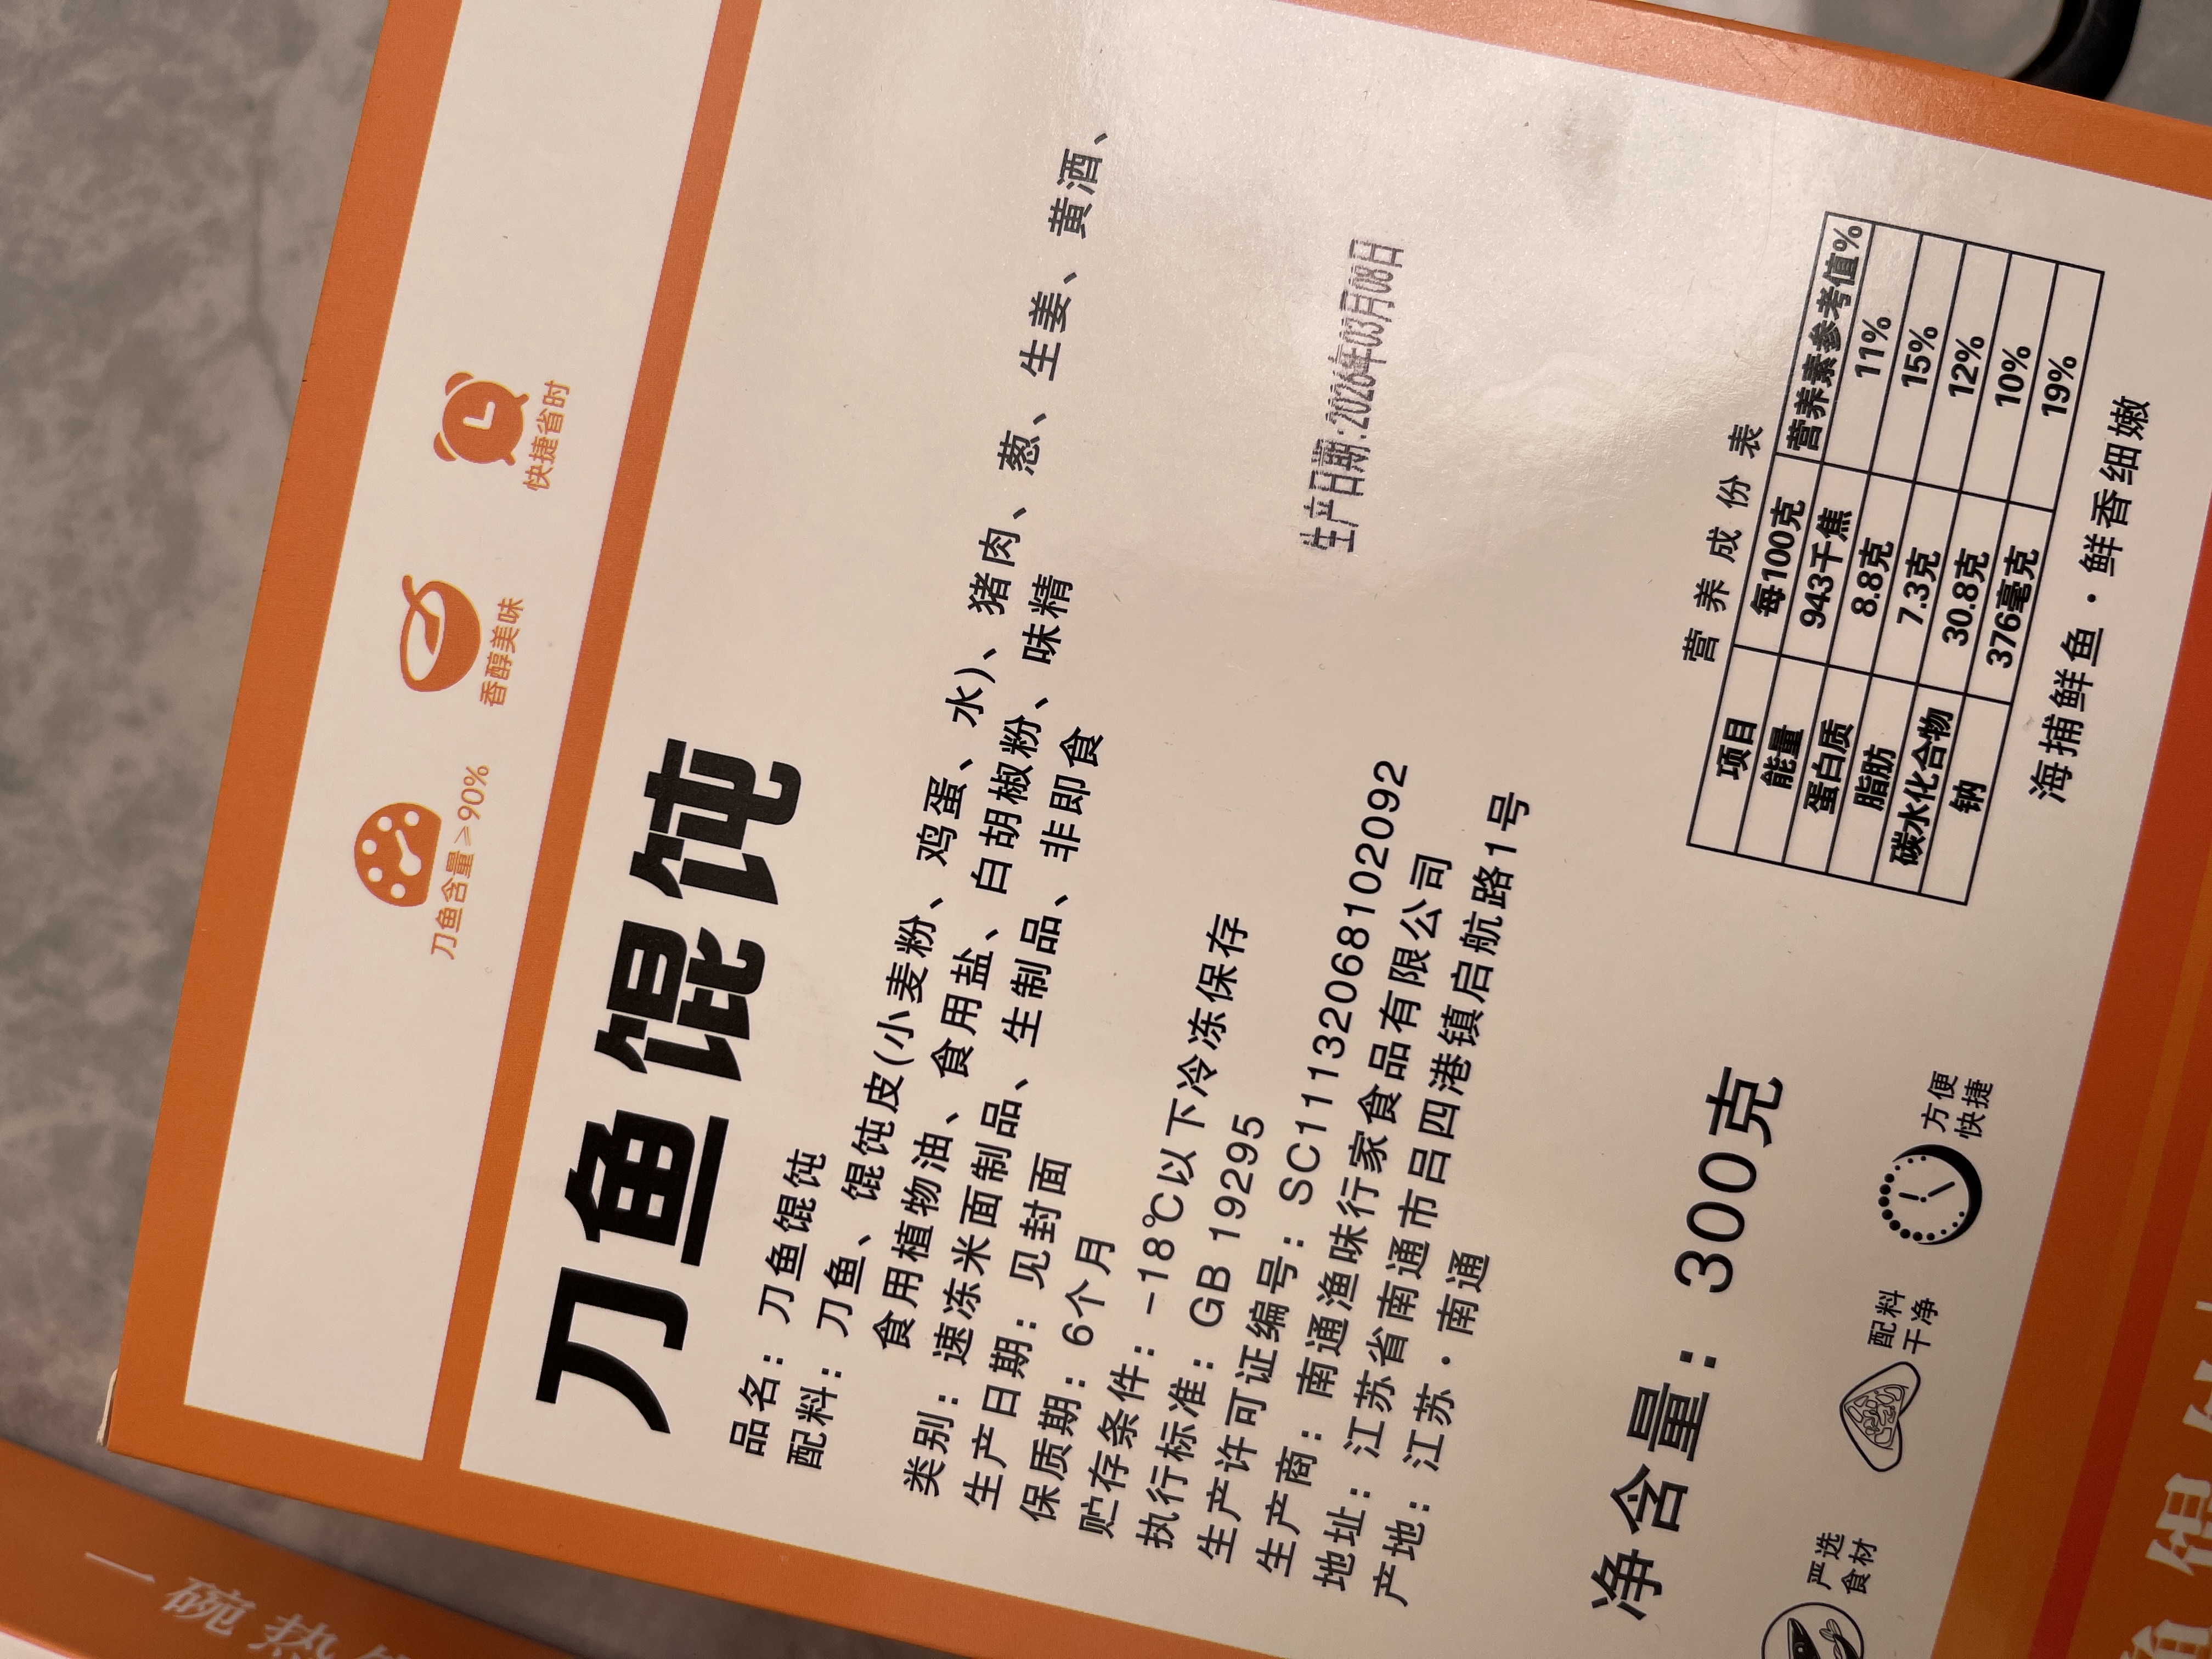 刀鱼含量≥90%
香醇美味
快捷省时
刀鱼馄饨
品名：刀鱼馄饨
配料：刀鱼、馄饨皮(小麦粉、鸡蛋、水)、猪肉、葱、生姜、黄酒、
食用植物油、食用盐、白胡椒粉、味精
类别：速冻米面制品、生制品、非即食
生产日期：见封面
保质期：6个月
贮存条件：-18℃以下冷冻保存
执行标准：GB 19295
生产许可证编号：SC11132068102092
生产商：南通渔味行家食品有限公司
地址：江苏省南通市吕四港镇启航路1号
产地：江苏·南通
生产日期:2026年03月08日
净含量：300克
严选
食材
配料
干净
方便
快捷
营养成份表
项目 每100克 营养素参考值%
能量 943千焦 11%
蛋白质 8.8克 15%
脂肪 7.3克 12%
碳水化合物 30.8克 10%
钠 376毫克 19%
海捕鲜鱼·鲜香细嫩
一碗热
鱼馄